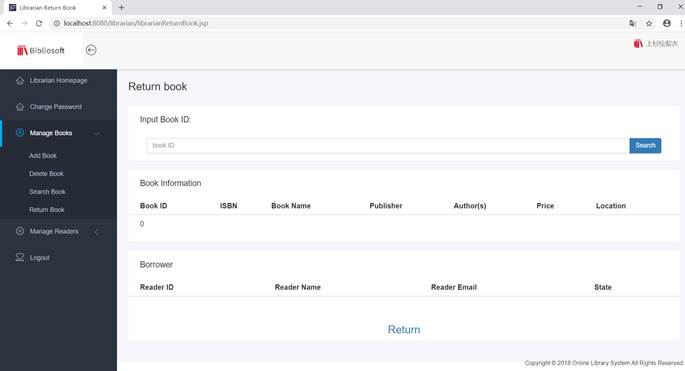 Librarian Return Book
localhost:8080/librarian/librarianReturnBook.jsp
Bibliosoft
上杉绘梨衣
Librarian Homepage
Change Password
Manage Books
Add Book
Delete Book
Search Book
Return Book
Manage Readers
Logout
Return book
Input Book ID:
book ID Search
Book Information
Book ID ISBN Book Name Publisher Author(s) Price Location
0
Borrower
Reader ID Reader Name Reader Email State
Return
Copyright © 2018 Online Library System All Rights Reserved